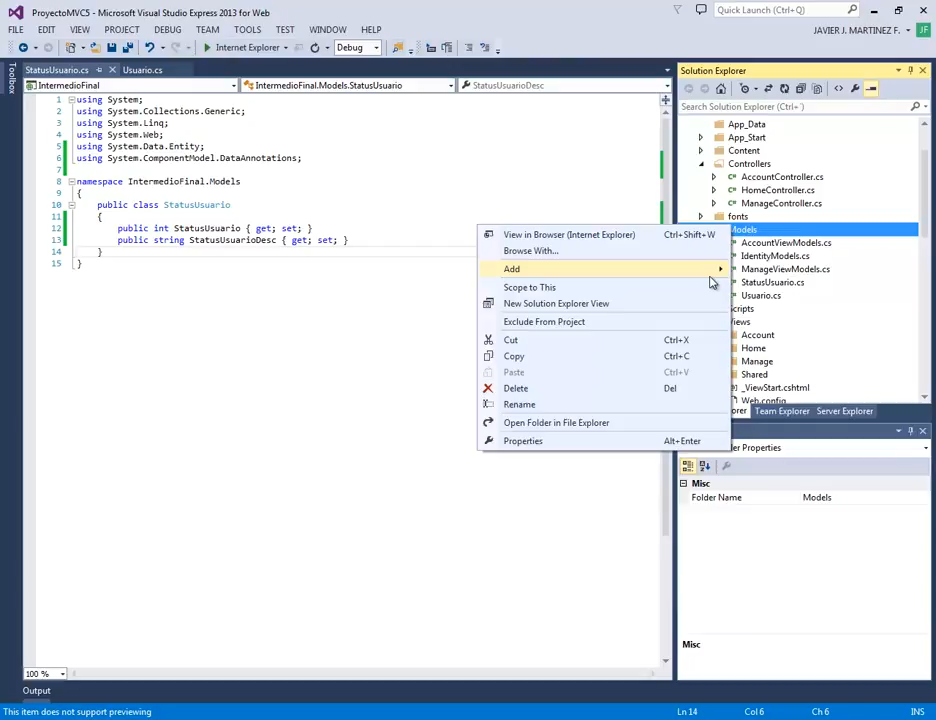 ProyectoMVC5 - Microsoft Visual Studio Express 2013 for Web
Quick Launch (Ctrl+Q)
FILE EDIT VIEW PROJECT DEBUG TEAM TOOLS TEST WINDOW HELP
JAVIER J. MARTINEZ F. JF
Internet Explorer Debug
Toolbox
StatusUsuario.cs Usuario.cs
IntermedioFinal IntermedioFinal.Models.StatusUsuario StatusUsuarioDesc
1 using System;
2 using System.Collections.Generic;
3 using System.Linq;
4 using System.Web;
5 using System.Data.Entity;
6 using System.ComponentModel.DataAnnotations;
7
8 namespace IntermedioFinal.Models
9 {
10 public class StatusUsuario
11 {
12 public int StatusUsuario { get; set; }
13 public string StatusUsuarioDesc { get; set; }
14 }
15 }
View in Browser (Internet Explorer) Ctrl+Shift+W
Browse With...
Add
Scope to This
New Solution Explorer View
Exclude From Project
Cut Ctrl+X
Copy Ctrl+C
Paste Ctrl+V
Delete Del
Rename
Open Folder in File Explorer
Properties Alt+Enter
Solution Explorer
Search Solution Explorer (Ctrl+´)
App_Data
App_Start
Content
Controllers
AccountController.cs
HomeController.cs
ManageController.cs
fonts
Models
AccountViewModels.cs
IdentityModels.cs
ManageViewModels.cs
StatusUsuario.cs
Usuario.cs
Scripts
Views
Account
Home
Manage
Shared
_ViewStart.cshtml
Web.config
orer Team Explorer Server Explorer
der Properties
Misc
Folder Name Models
Misc
100 %
Output
This item does not support previewing Ln 14 Col 6 Ch 6 INS